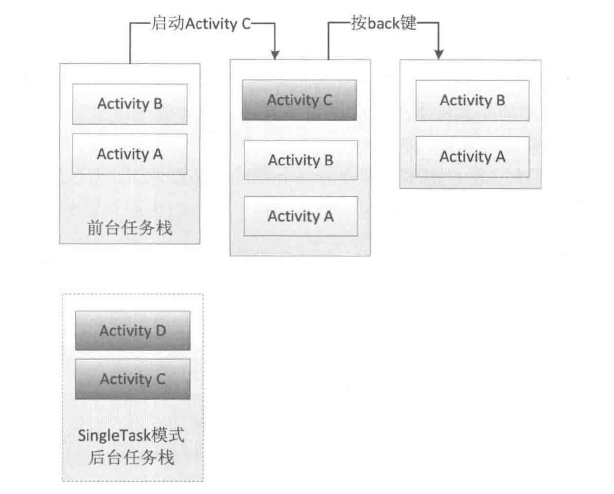 启动Activity C
按back键
Activity B
Activity A
前台任务栈
Activity C
Activity B
Activity A
Activity B
Activity A
Activity D
Activity C
SingleTask模式
后台任务栈